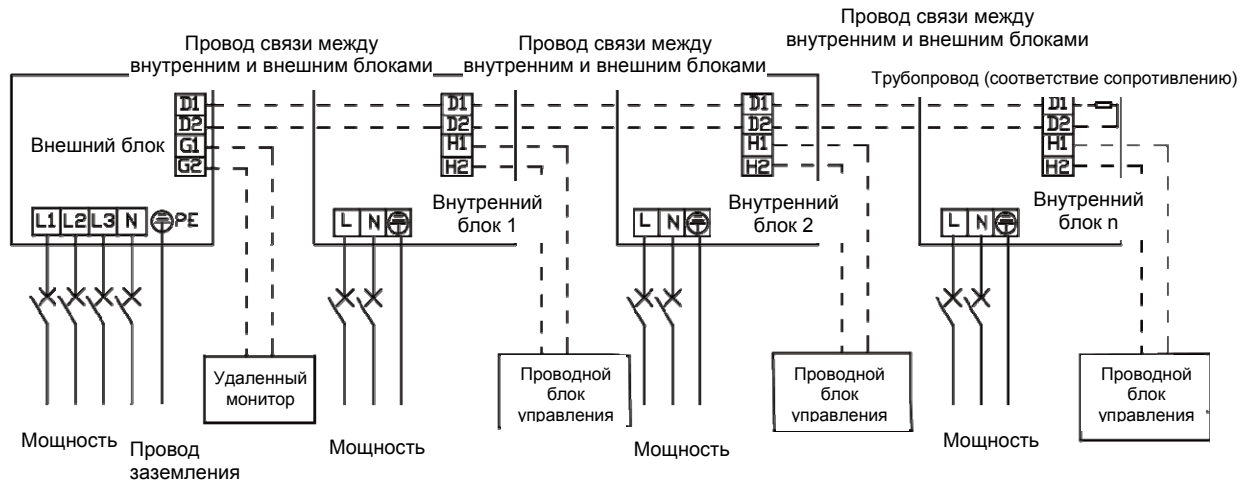 Провод связи между
внутренним и внешним блоками
Провод связи между
внутренним и внешним блоками
Провод связи между
внутренним и внешним блоками
Трубопровод (соответствие сопротивлению)
Внешний блок
D1
D2
G1
G2
L1 L2 L3 N PE
D1
D2
H1
H2
Внутренний
блок 1
L N
D1
D2
H1
H2
Внутренний
блок 2
L N
D1
D2
H1
H2
Внутренний
блок n
L N
Удаленный
монитор
Проводной
блок
управления
Проводной
блок
управления
Проводной
блок
управления
Мощность
Провод
заземления
Мощность
Мощность
Мощность